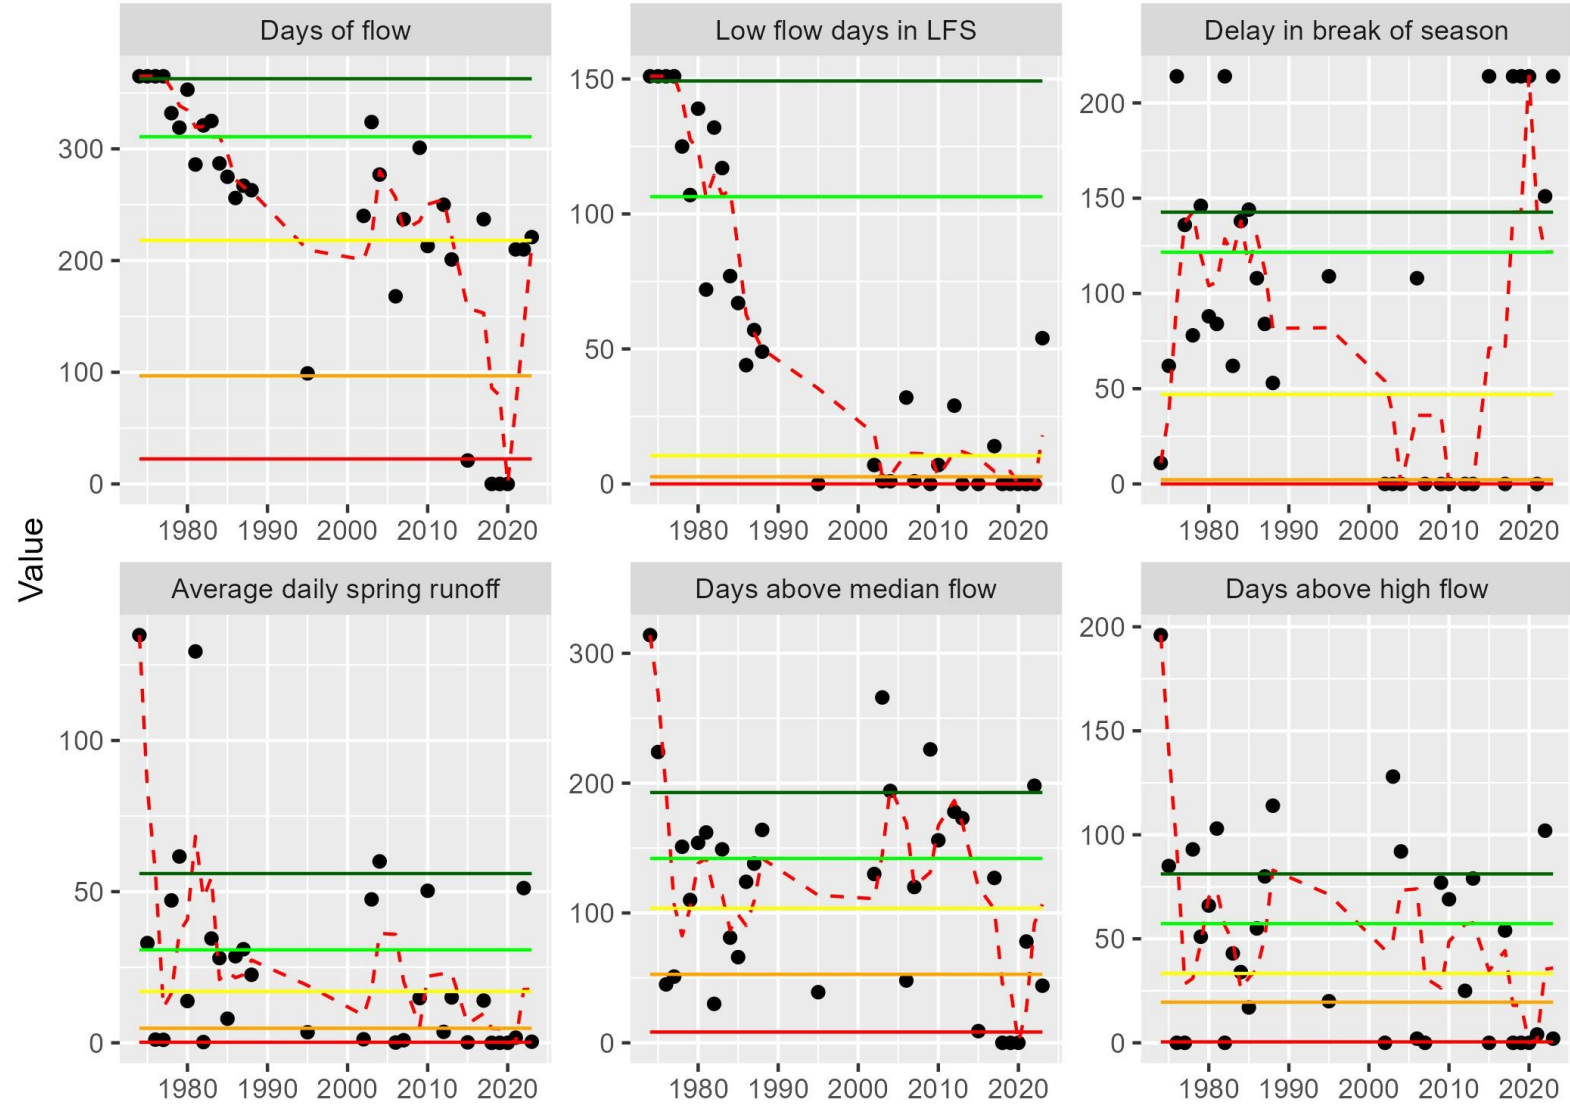 Days of flow
Low flow days in LFS
Delay in break of season
300
200
100
0
150
100
50
0
200
150
100
50
0
1980 1990 2000 2010 2020
1980 1990 2000 2010 2020
1980 1990 2000 2010 2020
Value
Average daily spring runoff
Days above median flow
Days above high flow
100
50
0
300
200
100
0
200
150
100
50
0
1980 1990 2000 2010 2020
1980 1990 2000 2010 2020
1980 1990 2000 2010 2020